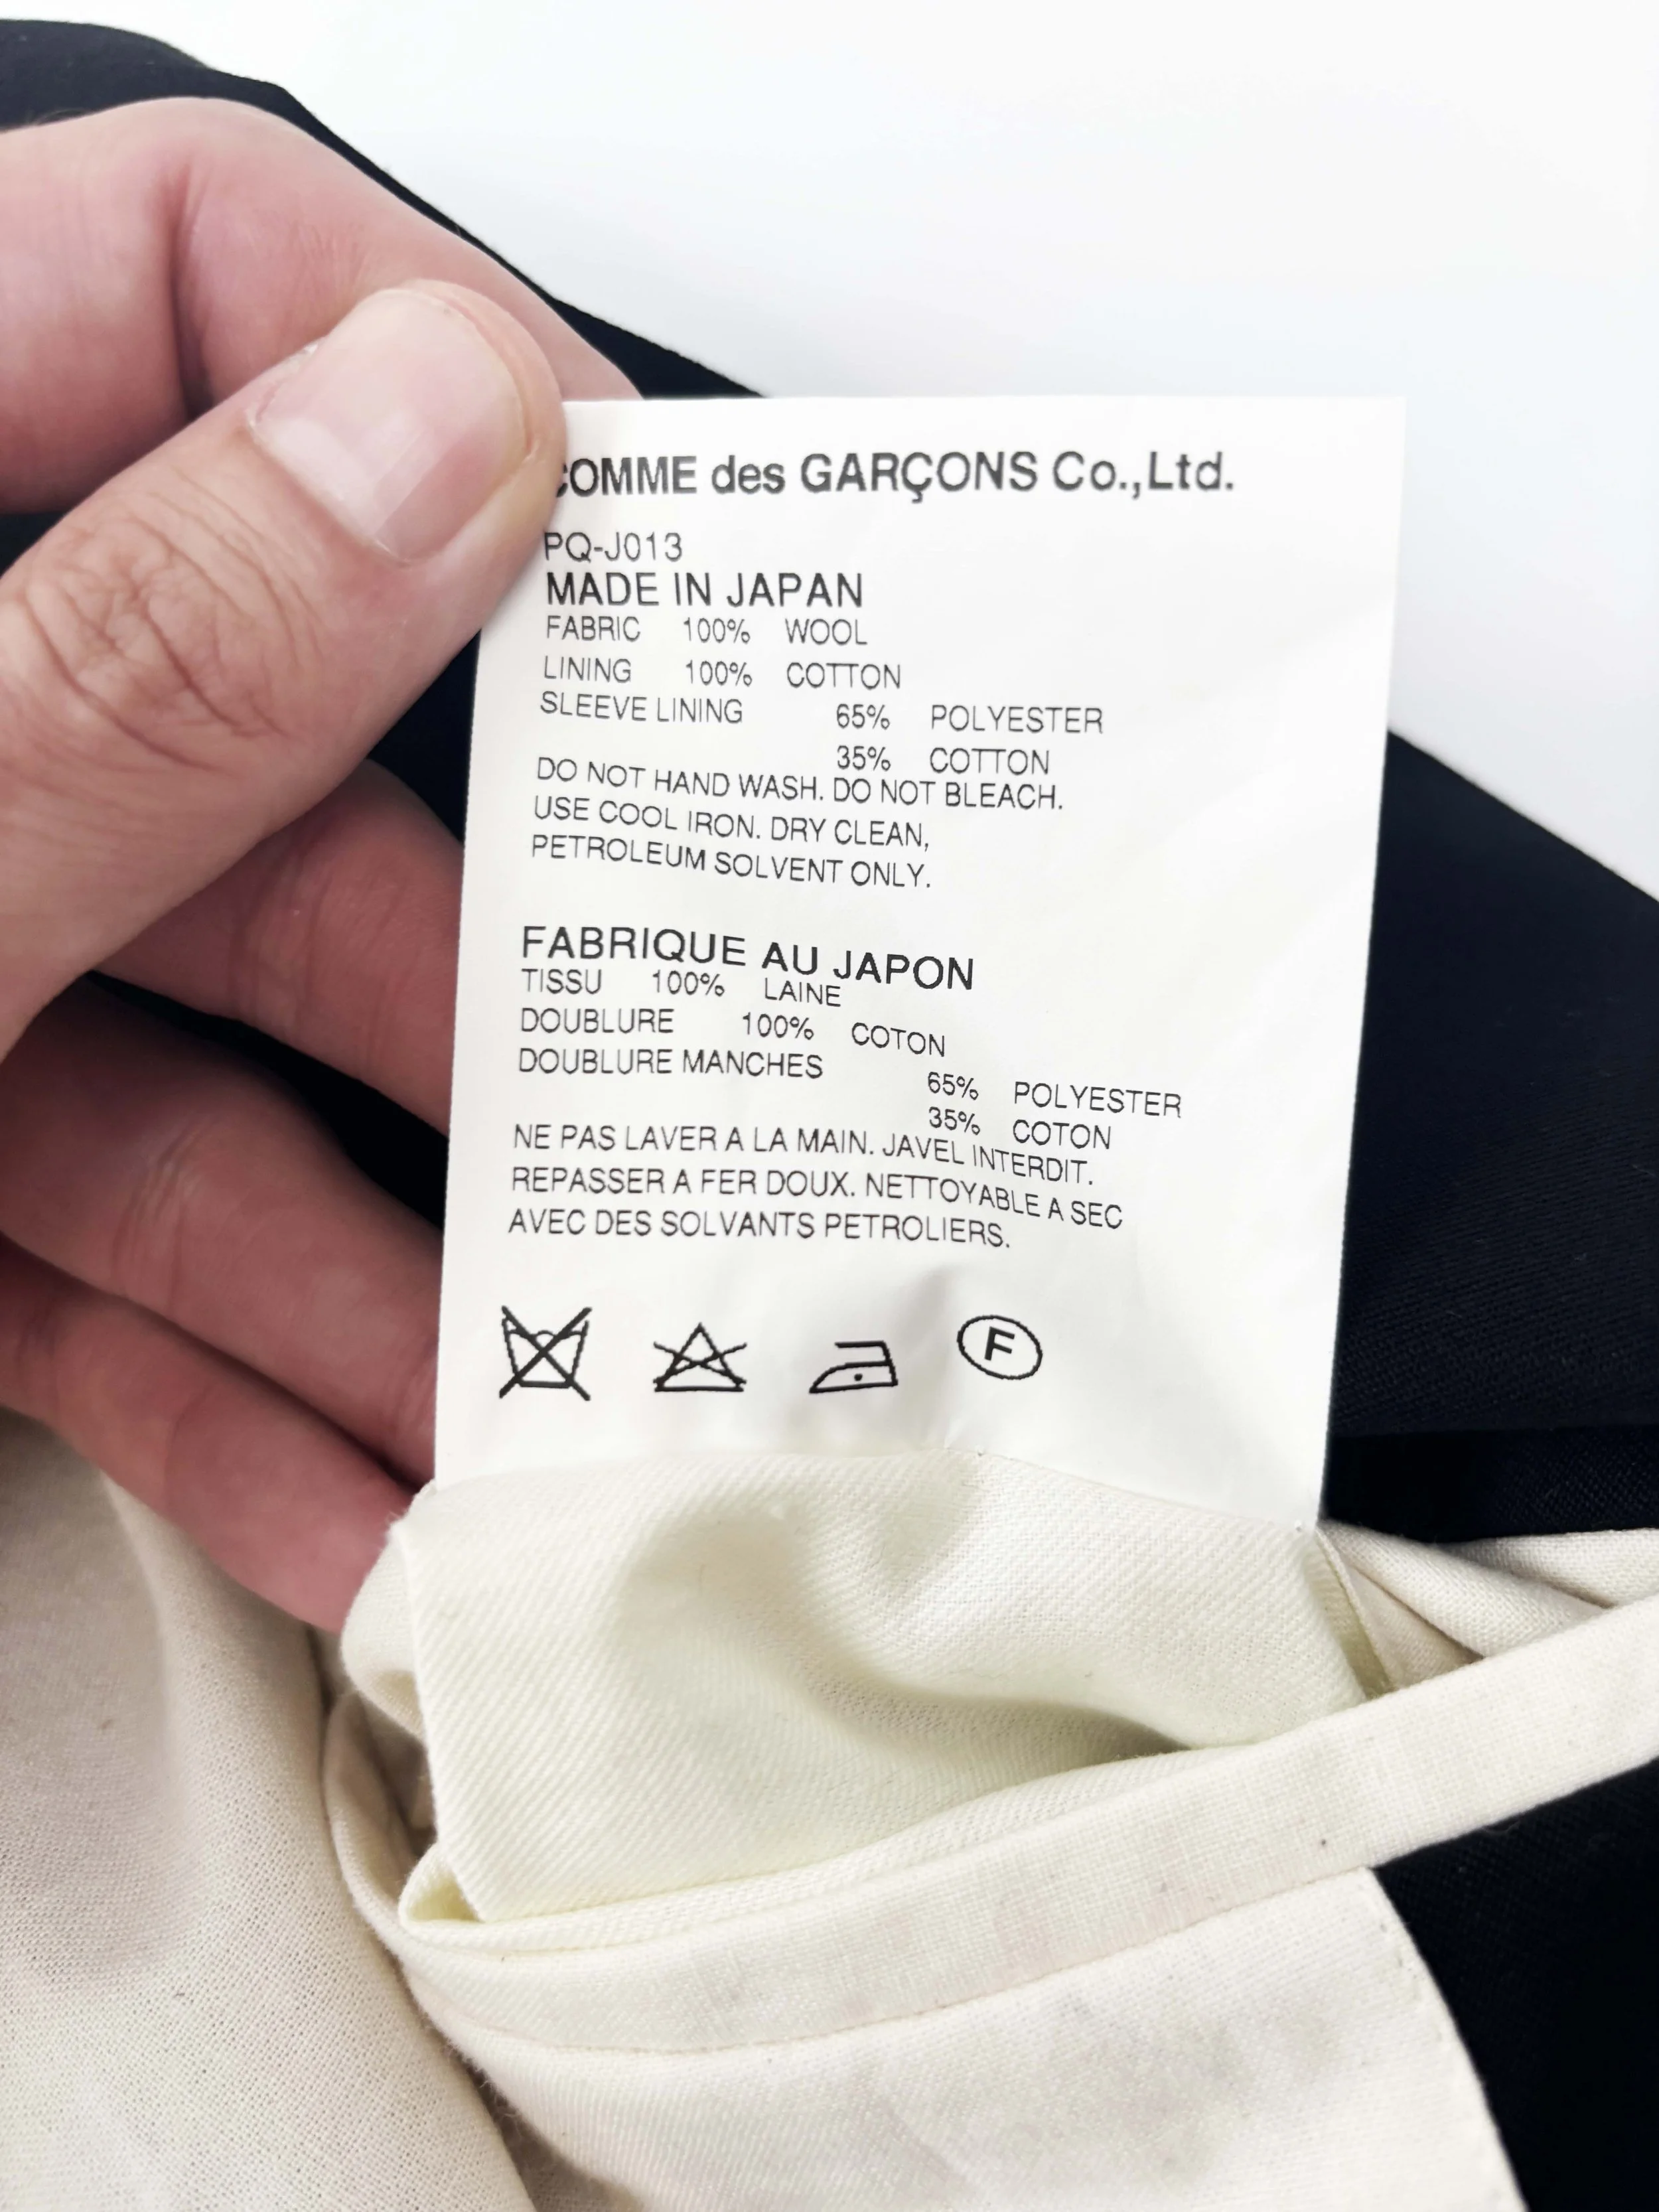 COMME des GARÇONS Co.,Ltd.
PQ-J013
MADE IN JAPAN
FABRIC 100% WOOL
LINING 100% COTTON
SLEEVE LINING 65% POLYESTER
35% COTTON
DO NOT HAND WASH. DO NOT BLEACH.
USE COOL IRON. DRY CLEAN,
PETROLEUM SOLVENT ONLY.
FABRIQUE AU JAPON
TISSU 100% LAINE
DOUBLURE 100% COTON
DOUBLURE MANCHES 65% POLYESTER
35% COTON
NE PAS LAVER A LA MAIN. JAVEL INTERDIT.
REPASSER A FER DOUX. NETTOYABLE A SEC
AVEC DES SOLVANTS PETROLIERS.
F